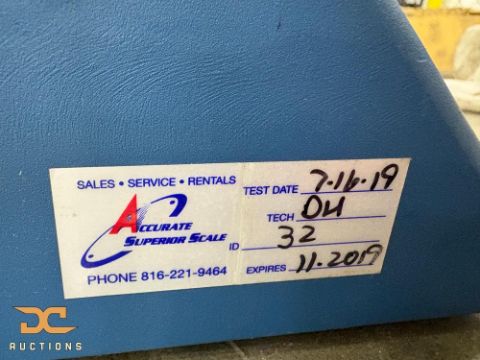 SALES • SERVICE • RENTALS
ACCURATE
SUPERIOR SCALE
PHONE 816-221-9464
TEST DATE 7-16-19
TECH DH
ID 32
EXPIRES 11.2019
DC
AUCTIONS